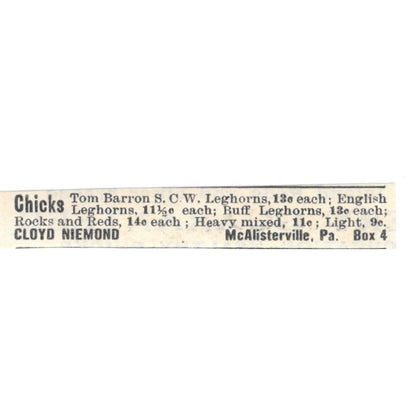 Chicks Tom Barron S. C. W. Leghorns, 13c each; English
Leghorns, 11½c each; Buff Leghorns, 13c each;
Rocks and Reds, 14c each; Heavy mixed, 11c; Light, 9c.
CLOYD NIEMOND McAlisterville, Pa. Box 4